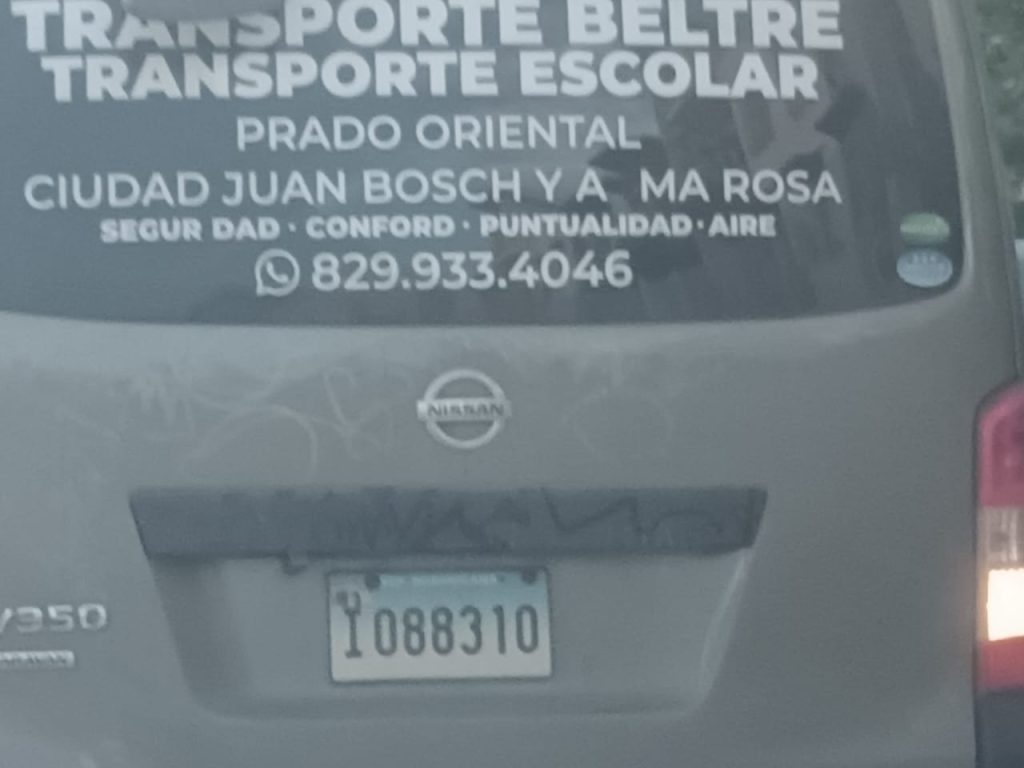 TRANSPORTE BELTRE
TRANSPORTE ESCOLAR
PRADO ORIENTAL
CIUDAD JUAN BOSCH Y A MA ROSA
SEGUR DAD · CONFORD · PUNTUALIDAD · AIRE
829.933.4046
NISSAN
350
I088310